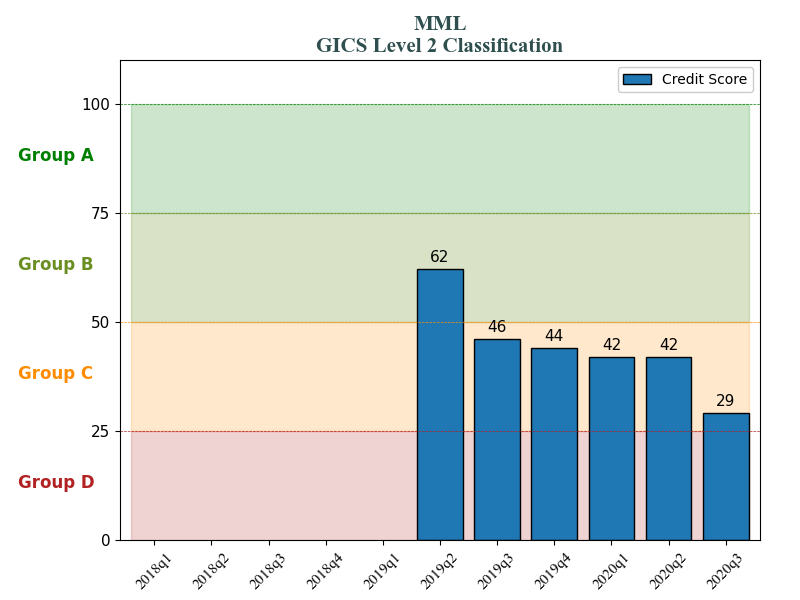 MML
GICS Level 2 Classification
Credit Score
100
Group A
75
Group B
62
50
46
44
42
42
Group C
29
25
Group D
0
2018q1
2018q2
2018q3
2018q4
2019q1
2019q2
2019q3
2019q4
2020q1
2020q2
2020q3